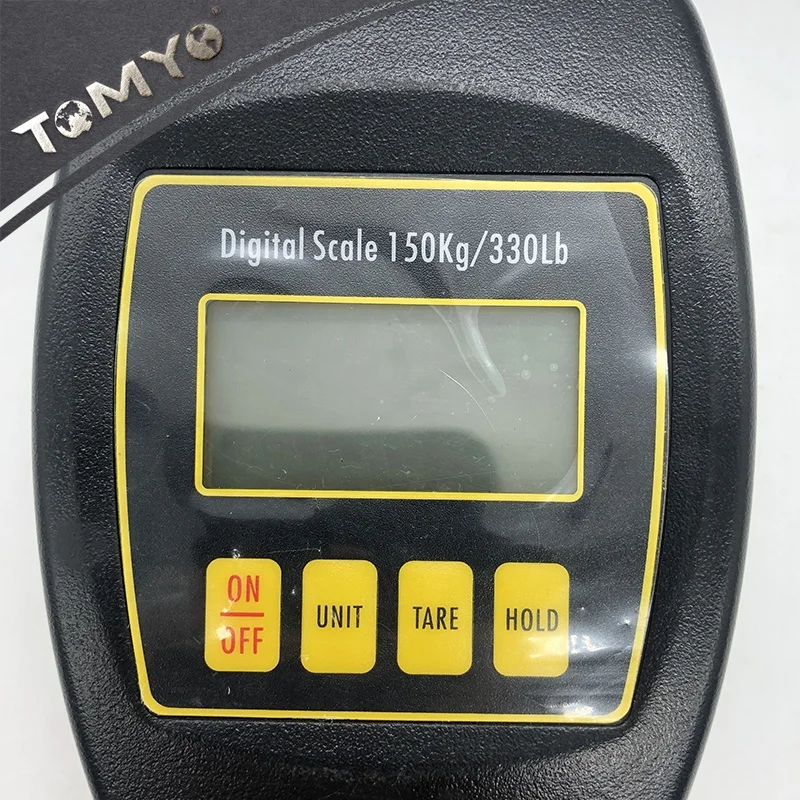 TOMYO
Digital Scale 150Kg/330Lb
ON
OFF
UNIT
TARE
HOLD